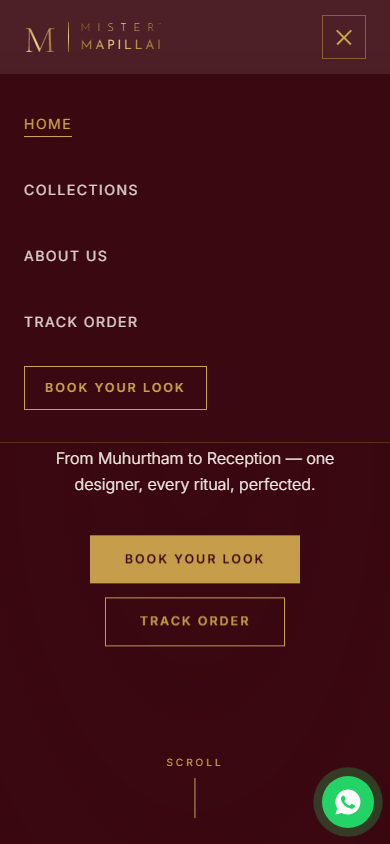 M
MISTER
MAPILLAI
HOME
COLLECTIONS
ABOUT US
TRACK ORDER
BOOK YOUR LOOK
From Muhurtham to Reception — one
designer, every ritual, perfected.
BOOK YOUR LOOK
TRACK ORDER
SCROLL